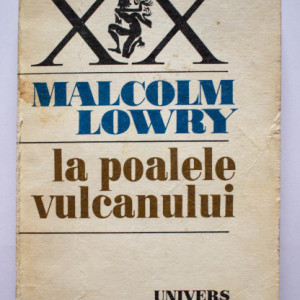 XX
MALCOLM
LOWRY
la poalele
vulcanului
UNIVERS